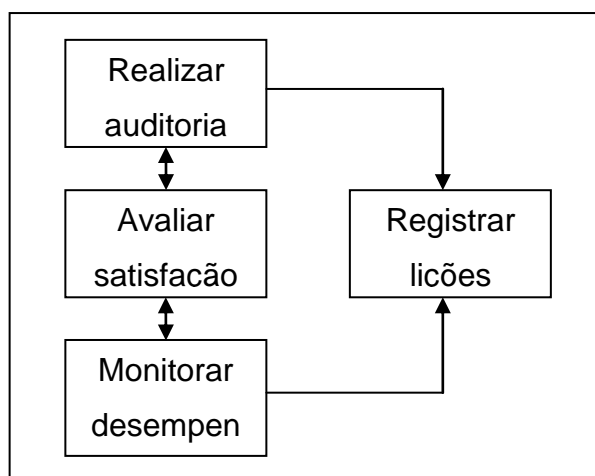 Realizar
auditoria
Avaliar
satisfacão
Registrar
licões
Monitorar
desempen